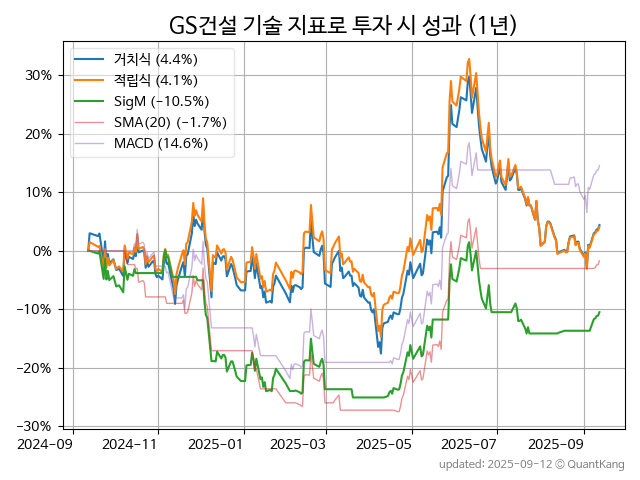 GS건설 기술 지표로 투자 시 성과 (1년)
거치식 (4.4%)
적립식 (4.1%)
SigM (−10.5%)
SMA(20) (−1.7%)
MACD (14.6%)
30%
20%
10%
0%
−10%
−20%
−30%
2024-09 2024-11 2025-01 2025-03 2025-05 2025-07 2025-09
updated: 2025-09-12 © QuantKang